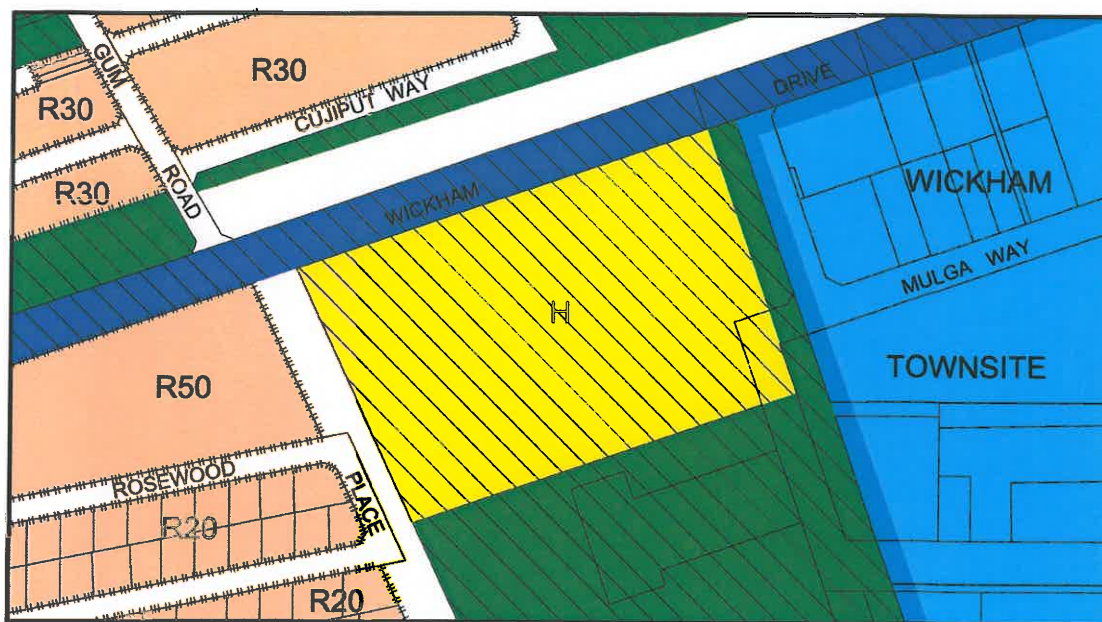 GUM
ROAD
R30
R30
R30
CUJIPUT WAY
WICKHAM
DRIVE
WICKHAM
MULGA WAY
H
TOWNSITE
R50
ROSEWOOD
PLACE
R20
R20